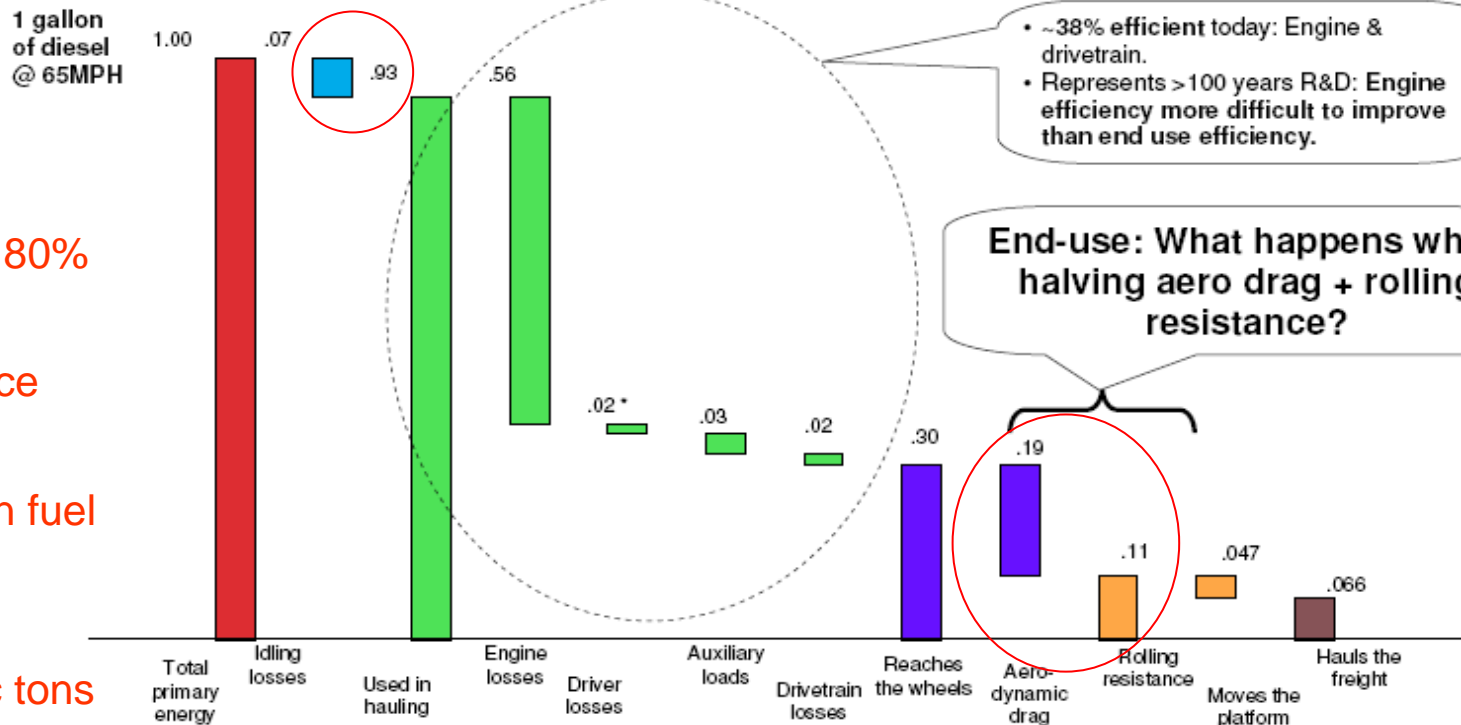 1 gallon
of diesel
@ 65MPH
1.00
.07
.93
.56
• ~38% efficient today: Engine &
drivetrain.
• Represents >100 years R&D: Engine
efficiency more difficult to improve
than end use efficiency.
80%
End-use: What happens wh
halving aero drag + rolling
resistance?
ce
.02 *
.03
.02
.30
.19
n fuel
.11
.047
.066
Total
primary
energy
Idling
losses
Used in
hauling
Engine
losses
Driver
losses
Auxiliary
loads
Drivetrain
losses
Reaches
the wheels
Aero-
dynamic
drag
Rolling
resistance
Moves the
platform
Hauls the
freight
tons